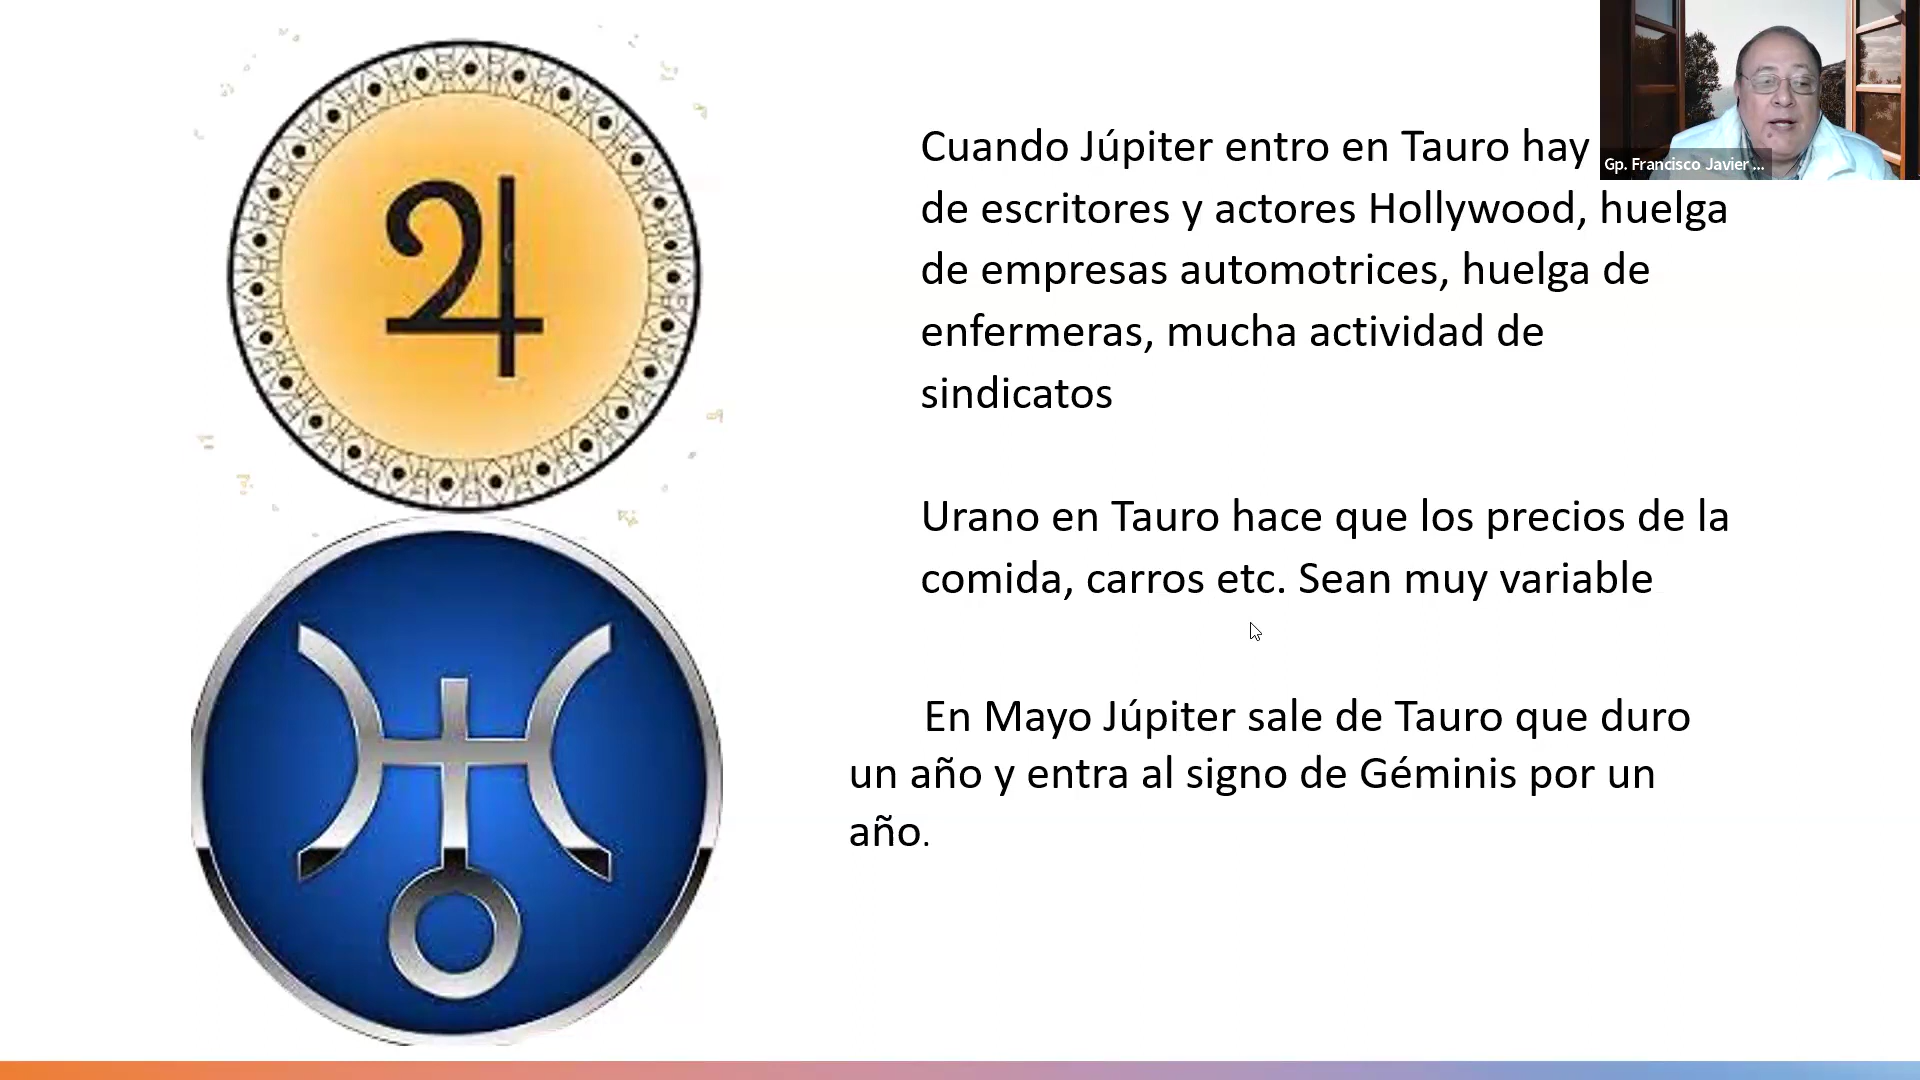 Cuando Júpiter entro en Tauro hay
de escritores y actores Hollywood, huelga
de empresas automotrices, huelga de
enfermeras, mucha actividad de
sindicatos
Urano en Tauro hace que los precios de la
comida, carros etc. Sean muy variable
En Mayo Júpiter sale de Tauro que duro
un año y entra al signo de Géminis por un
año.
Gp. Francisco Javier ...